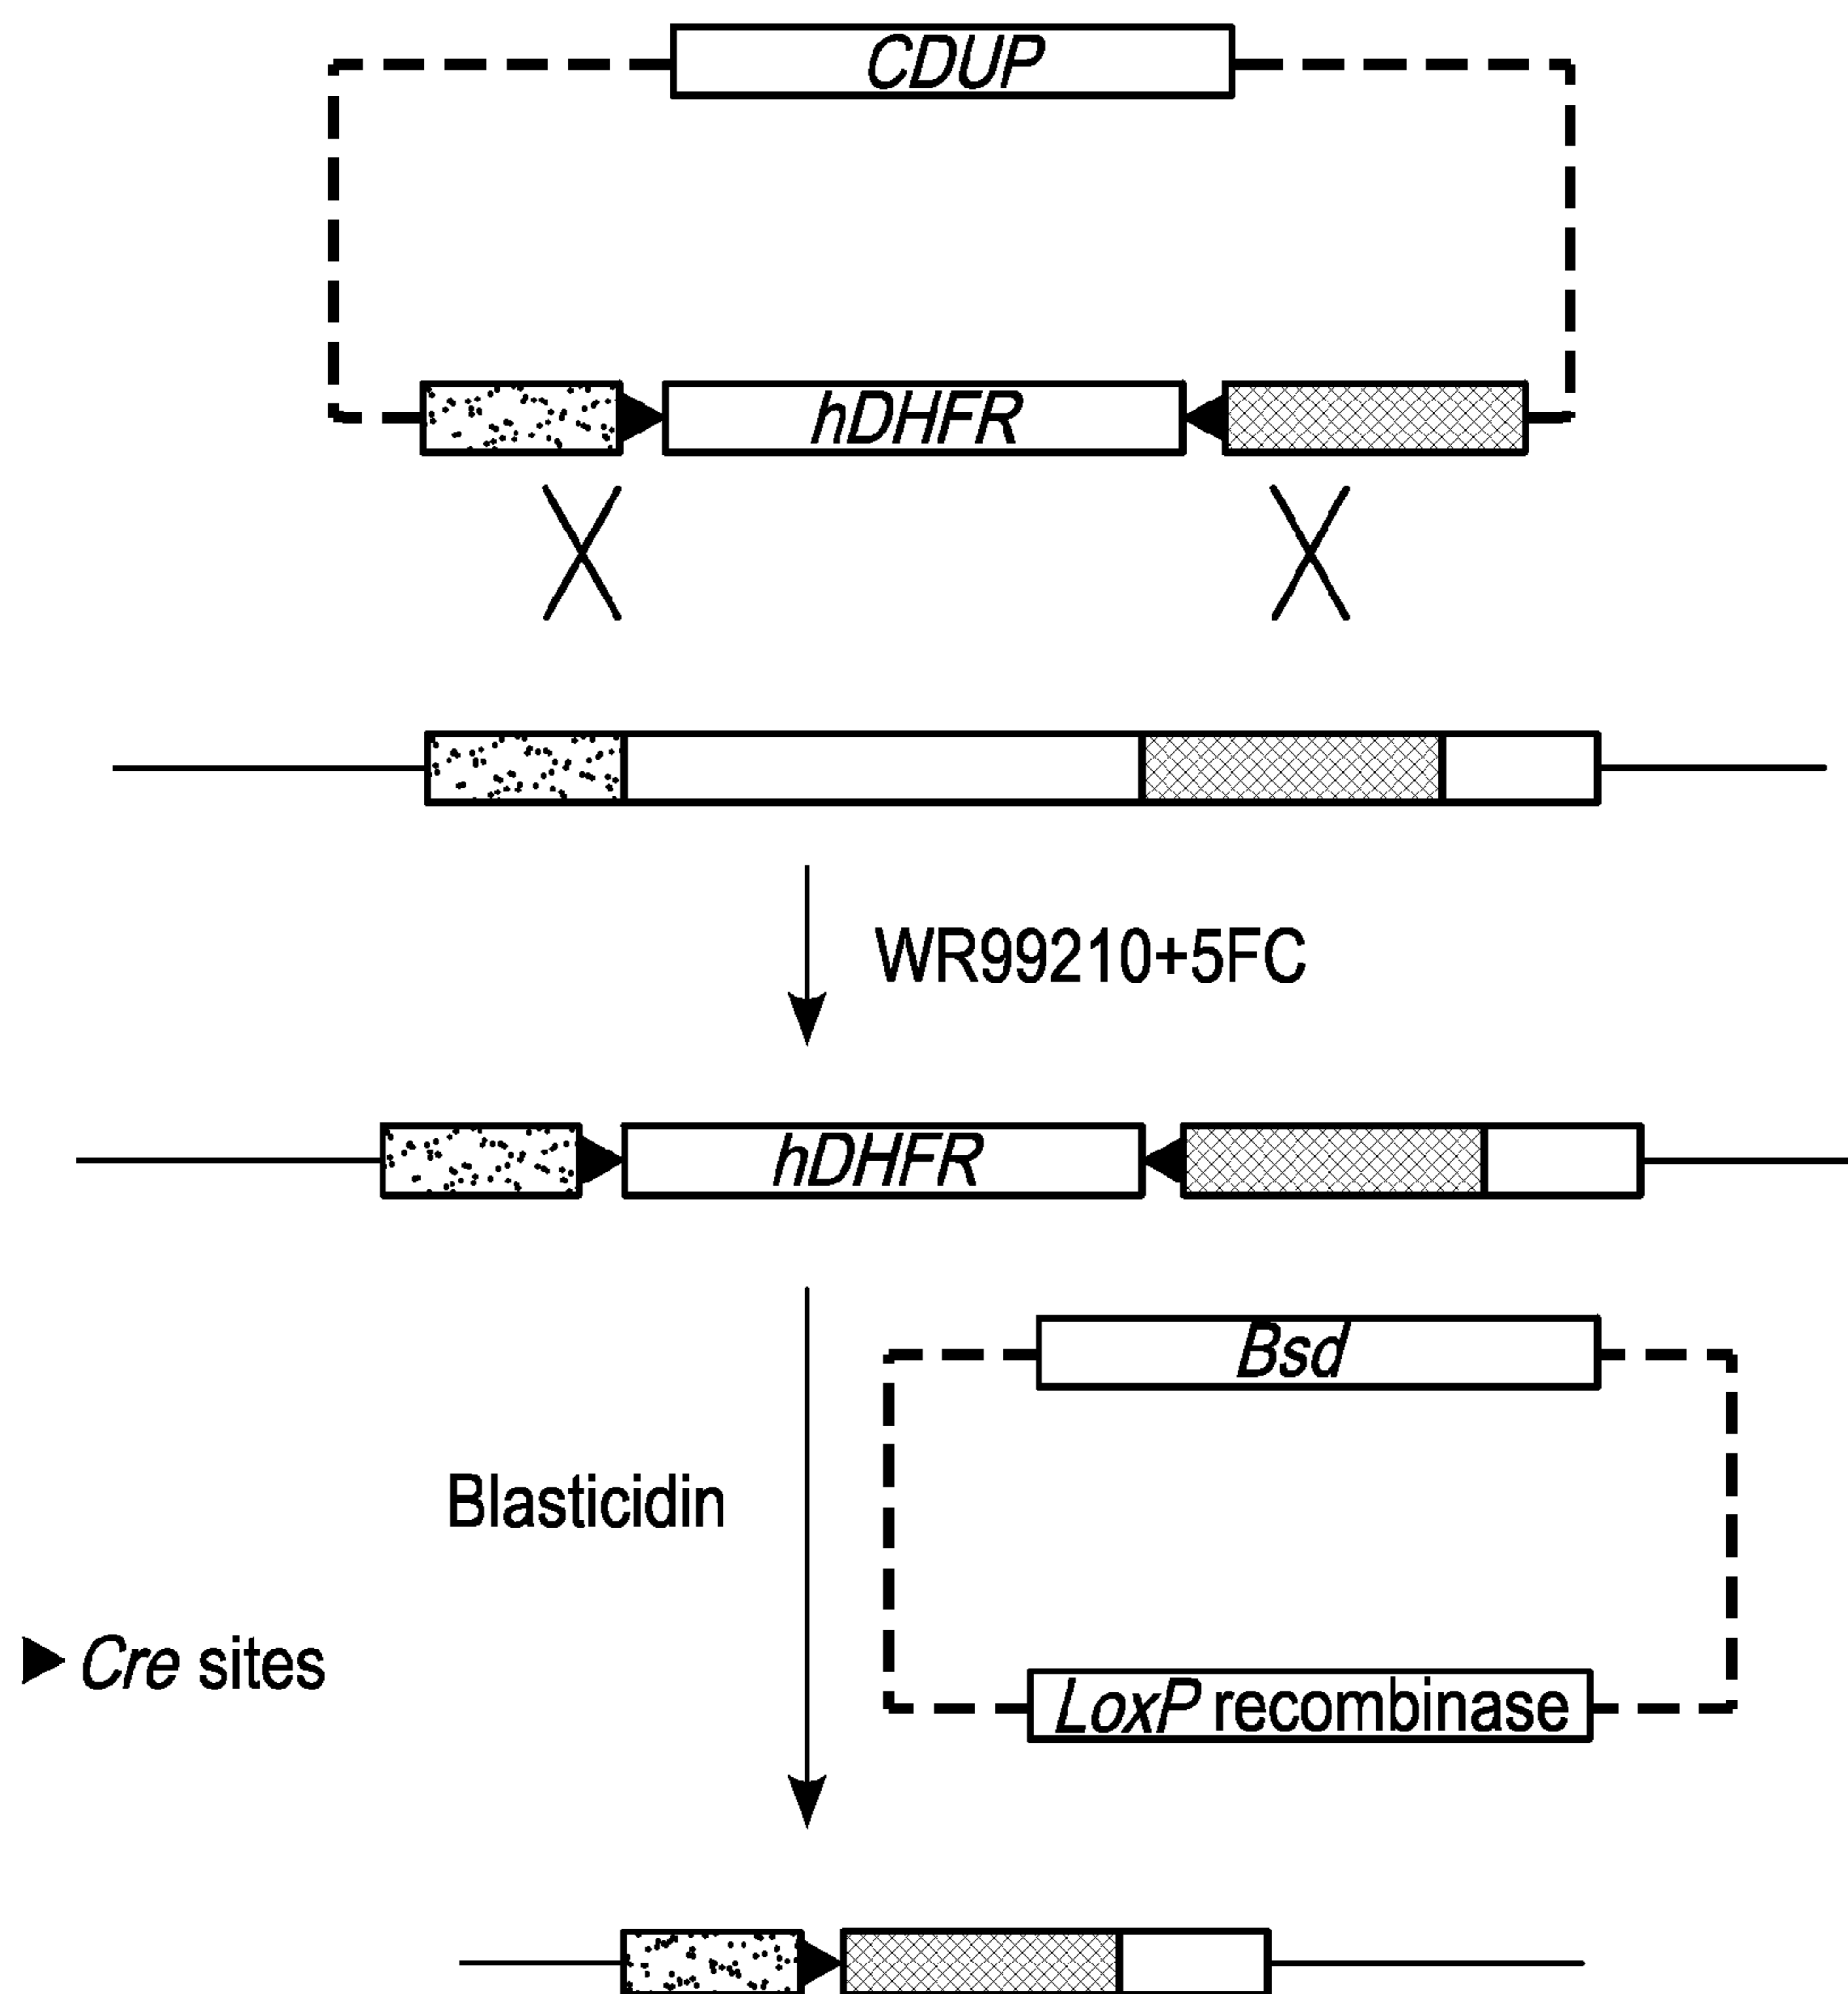 CDUP
hDHFR
WR99210+5FC
hDHFR
Bsd
Blasticidin
Cre sites
LoxP recombinase